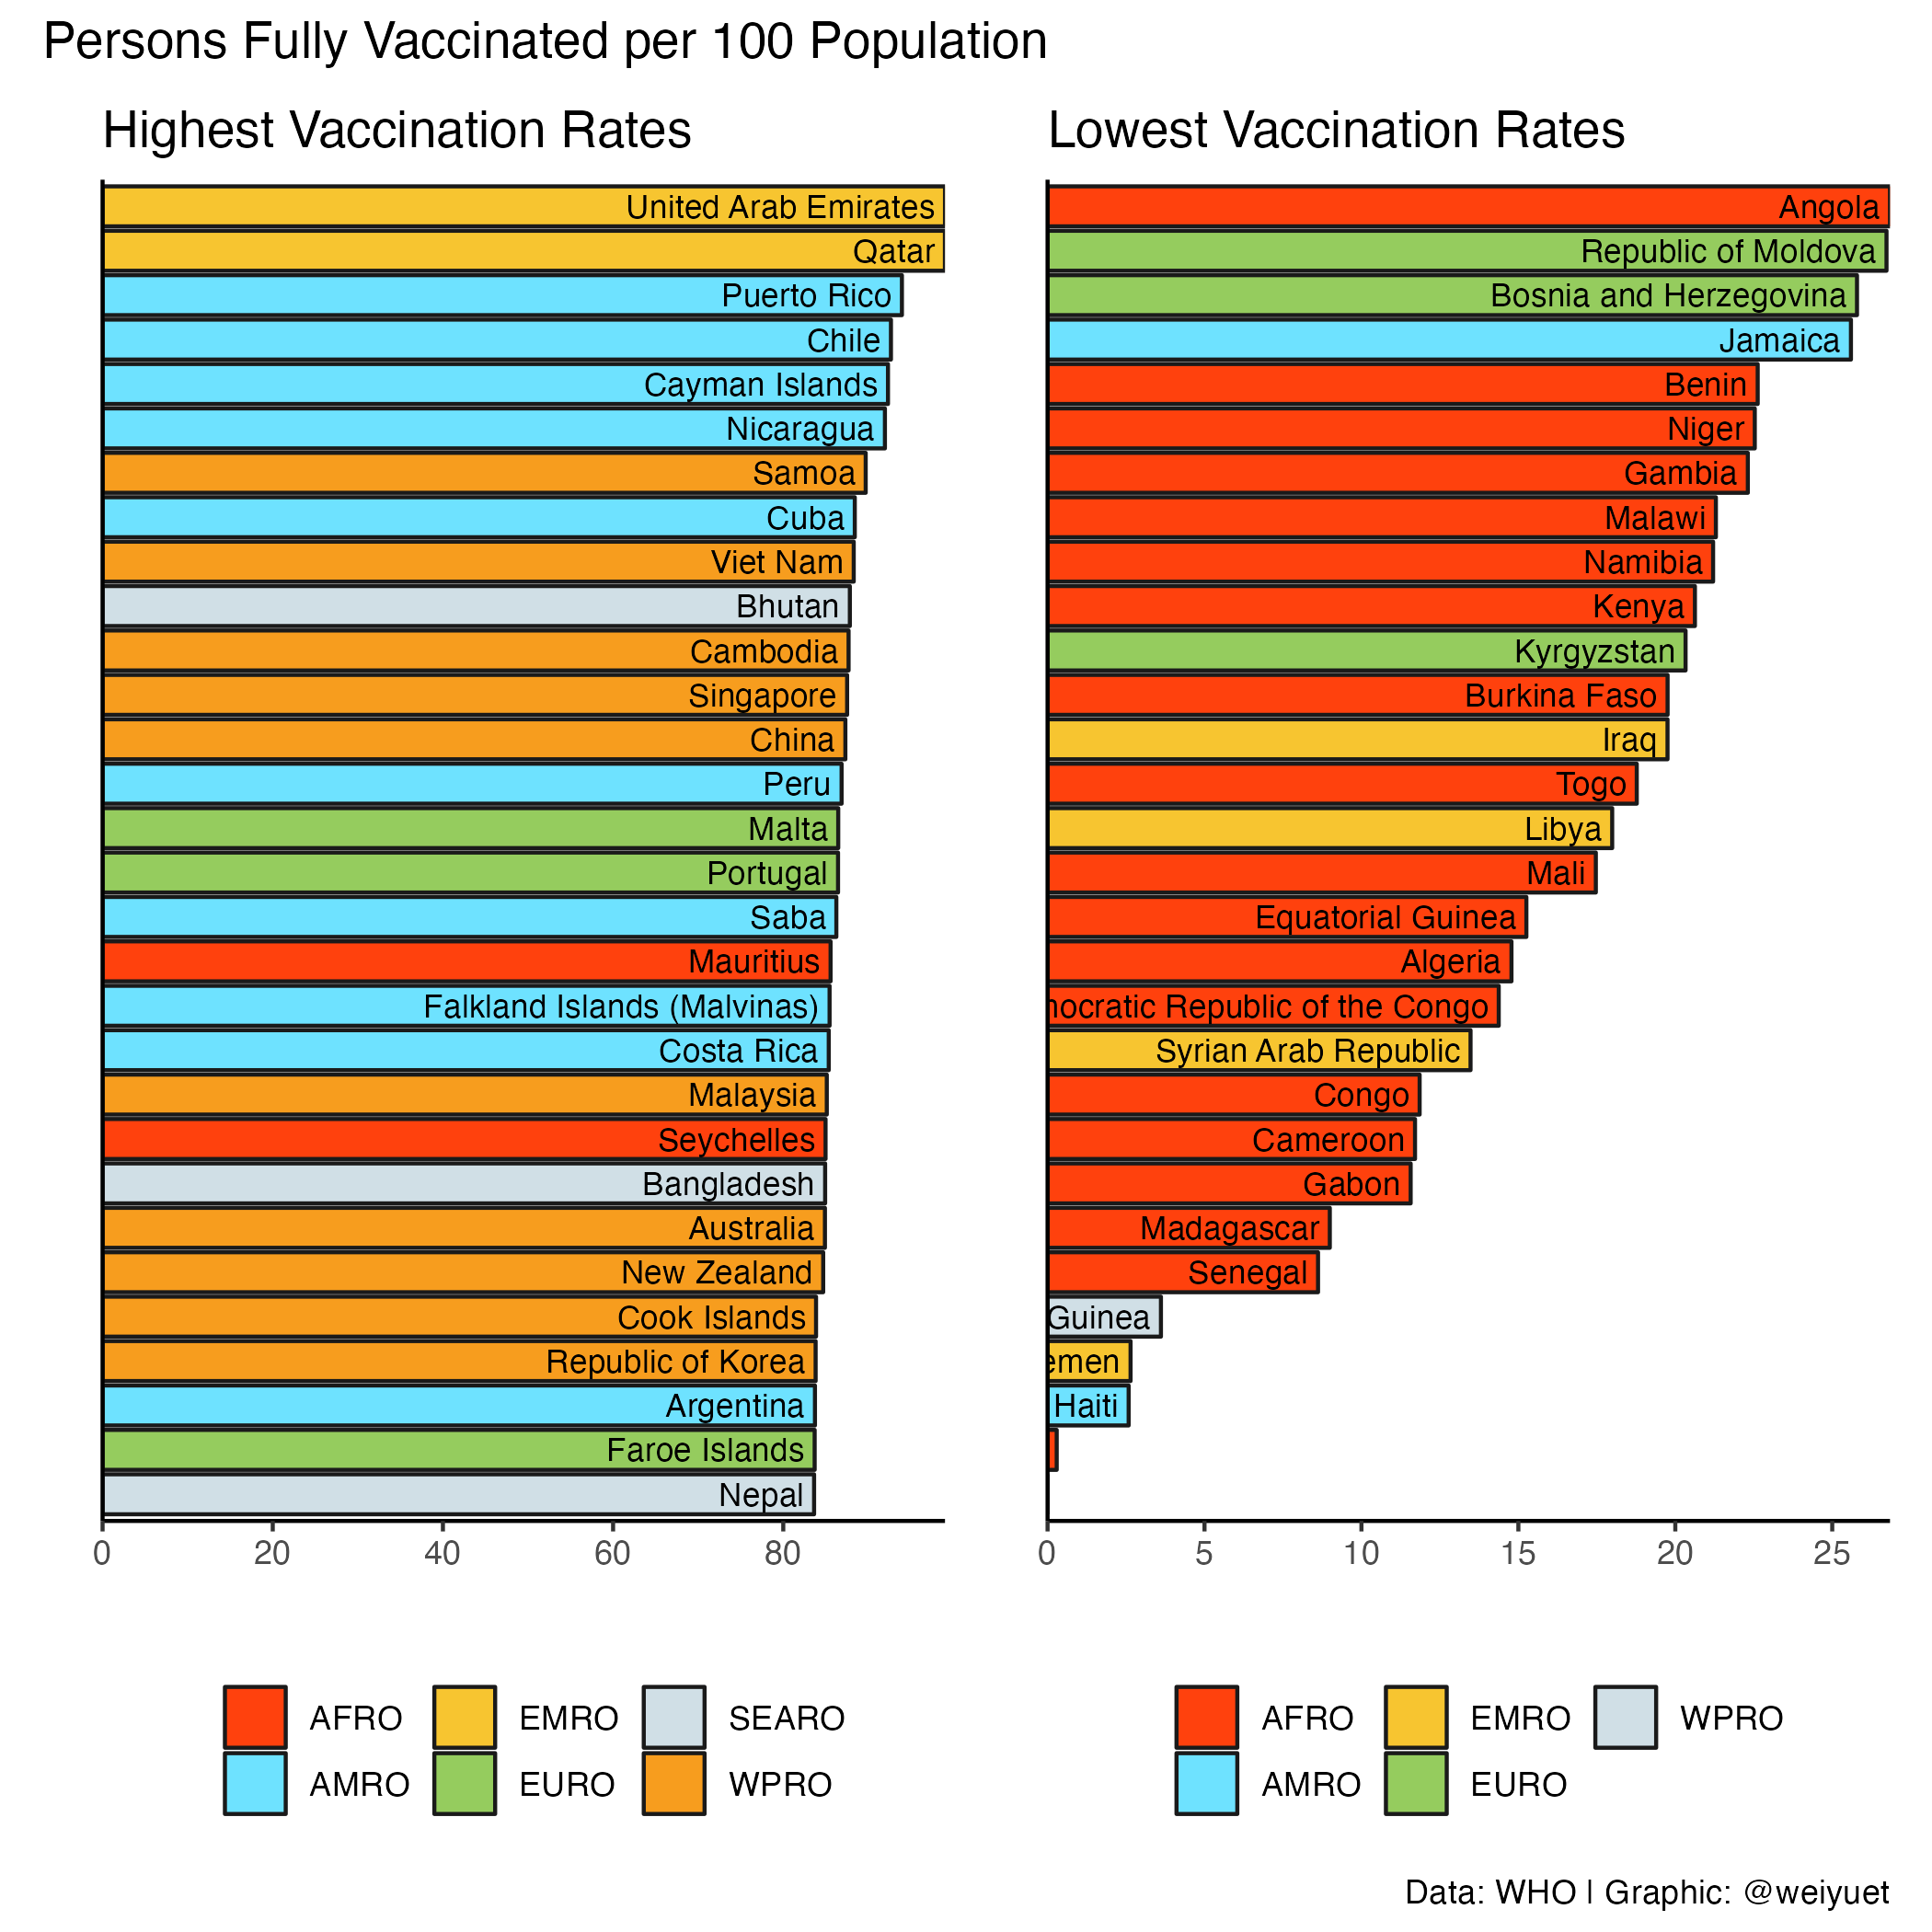 Persons Fully Vaccinated per 100 Population
Highest Vaccination Rates
United Arab Emirates
Qatar
Puerto Rico
Chile
Cayman Islands
Nicaragua
Samoa
Cuba
Viet Nam
Bhutan
Cambodia
Singapore
China
Peru
Malta
Portugal
Saba
Mauritius
Falkland Islands (Malvinas)
Costa Rica
Malaysia
Seychelles
Bangladesh
Australia
New Zealand
Cook Islands
Republic of Korea
Argentina
Faroe Islands
Nepal
0 20 40 60 80
AFRO EMRO SEARO
AMRO EURO WPRO
Lowest Vaccination Rates
Angola
Republic of Moldova
Bosnia and Herzegovina
Jamaica
Benin
Niger
Gambia
Malawi
Namibia
Kenya
Kyrgyzstan
Burkina Faso
Iraq
Togo
Libya
Mali
Equatorial Guinea
Algeria
nocratic Republic of the Congo
Syrian Arab Republic
Congo
Cameroon
Gabon
Madagascar
Senegal
Guinea
emen
Haiti
0 5 10 15 20 25
AFRO EMRO WPRO
AMRO EURO
Data: WHO | Graphic: @weiyuet